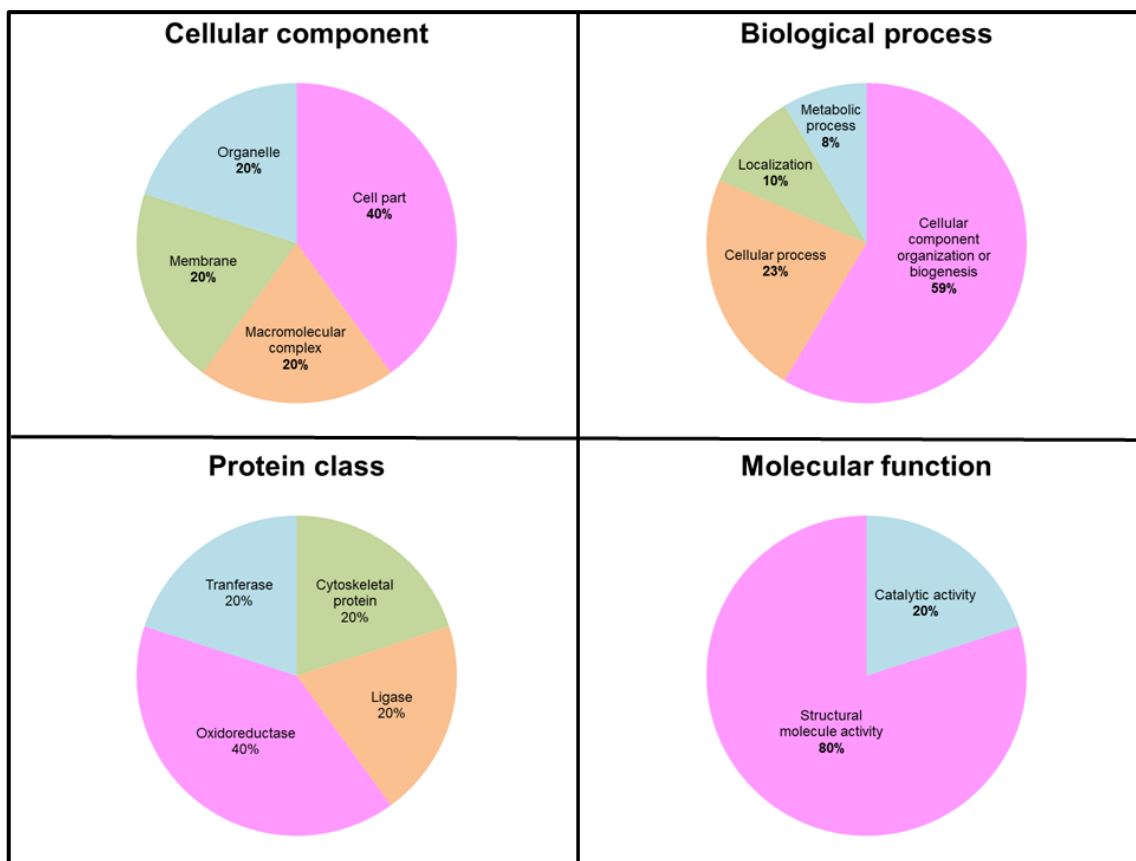 Cellular component
Organelle
20%
Cell part
40%
Membrane
20%
Macromolecular
complex
20%
Biological process
Metabolic
process
8%
Localization
10%
Cellular process
23%
Cellular
component
organization or
biogenesis
59%
Protein class
Tranferase
20%
Cytoskeletal
protein
20%
Ligase
20%
Oxidoreductase
40%
Molecular function
Catalytic activity
20%
Structural
molecule activity
80%